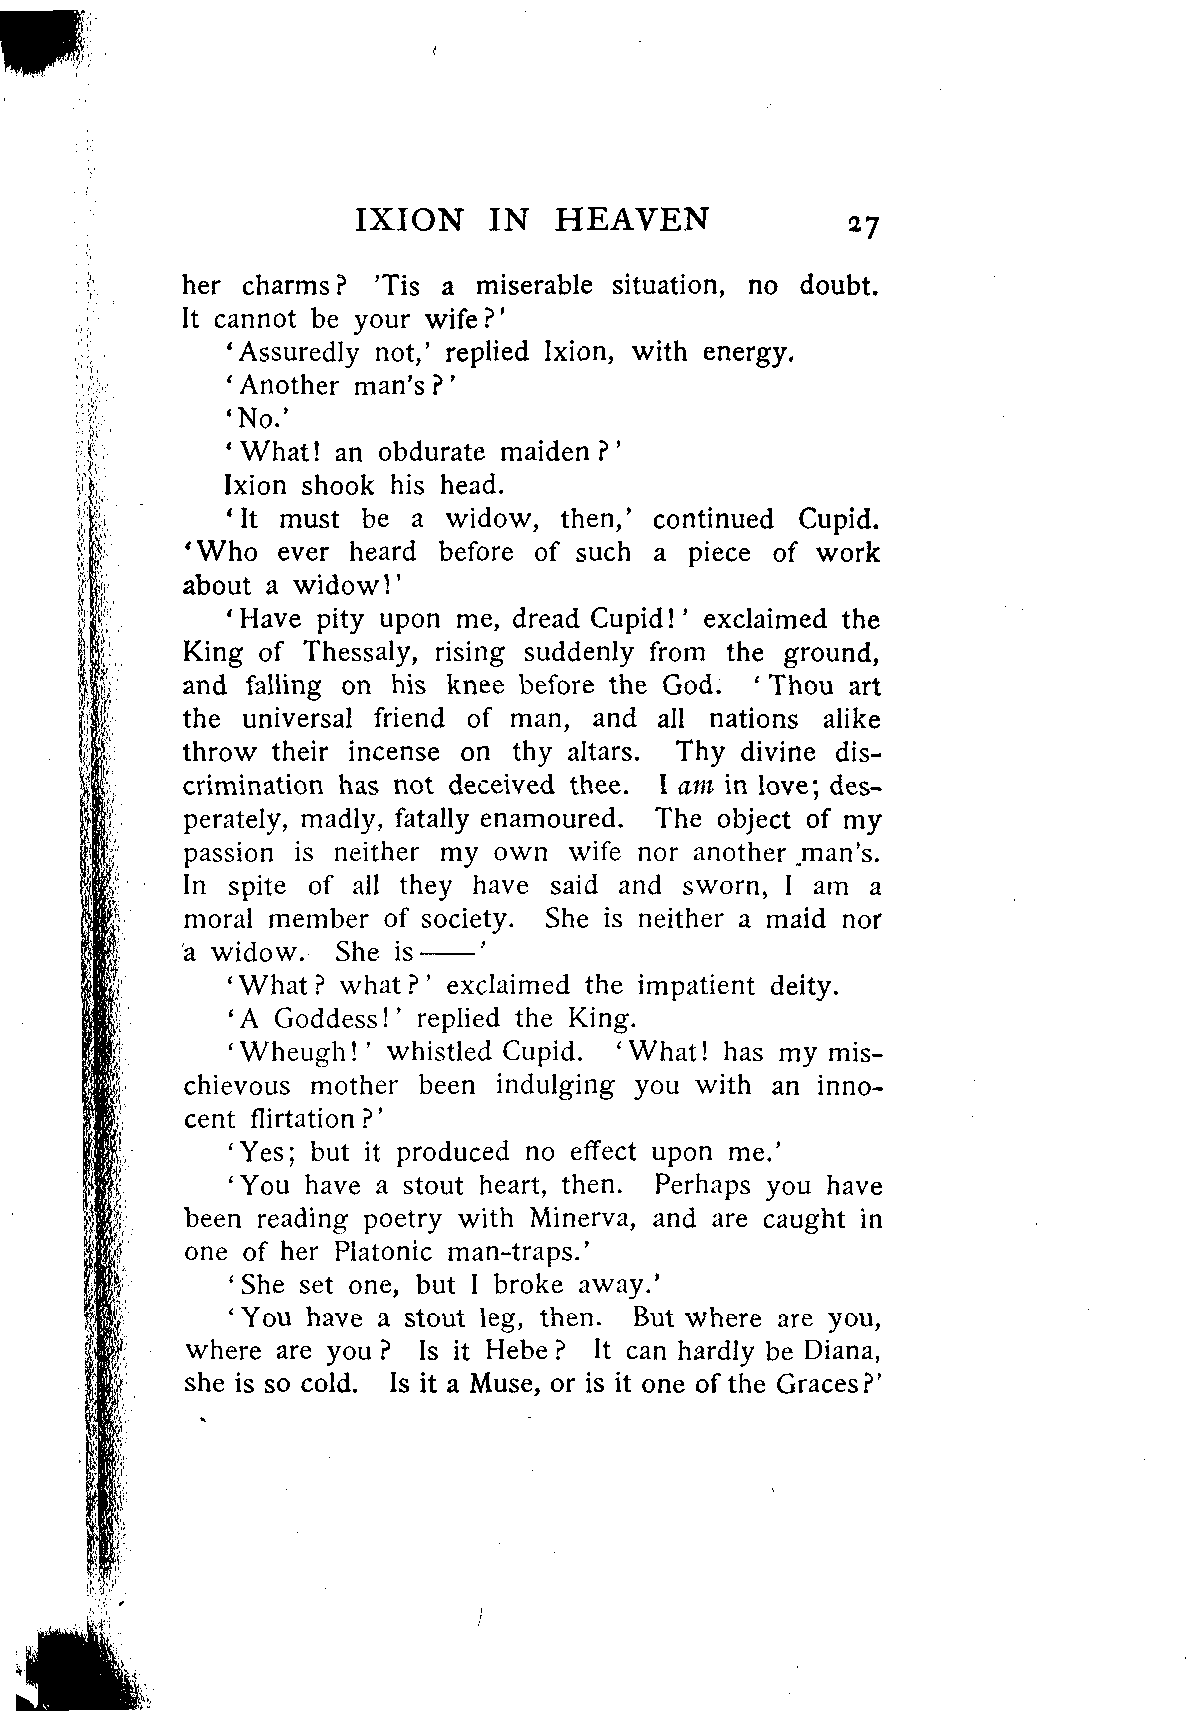 IXION IN HEAVEN 27
her charms? 'Tis a miserable situation, no doubt.
It cannot be your wife?'
'Assuredly not,' replied Ixion, with energy.
'Another man's?'
'No.'
'What! an obdurate maiden?'
Ixion shook his head.
'It must be a widow, then,' continued Cupid.
'Who ever heard before of such a piece of work
about a widow!'
'Have pity upon me, dread Cupid!' exclaimed the
King of Thessaly, rising suddenly from the ground,
and falling on his knee before the God. 'Thou art
the universal friend of man, and all nations alike
throw their incense on thy altars. Thy divine dis-
crimination has not deceived thee. I am in love; des-
perately, madly, fatally enamoured. The object of my
passion is neither my own wife nor another man's.
In spite of all they have said and sworn, I am a
moral member of society. She is neither a maid nor
a widow. She is——'
'What? what?' exclaimed the impatient deity.
'A Goddess!' replied the King.
'Wheugh!' whistled Cupid. 'What! has my mis-
chievous mother been indulging you with an inno-
cent flirtation?'
'Yes; but it produced no effect upon me.'
'You have a stout heart, then. Perhaps you have
been reading poetry with Minerva, and are caught in
one of her Platonic man-traps.'
'She set one, but I broke away.'
'You have a stout leg, then. But where are you,
where are you? Is it Hebe? It can hardly be Diana,
she is so cold. Is it a Muse, or is it one of the Graces?'